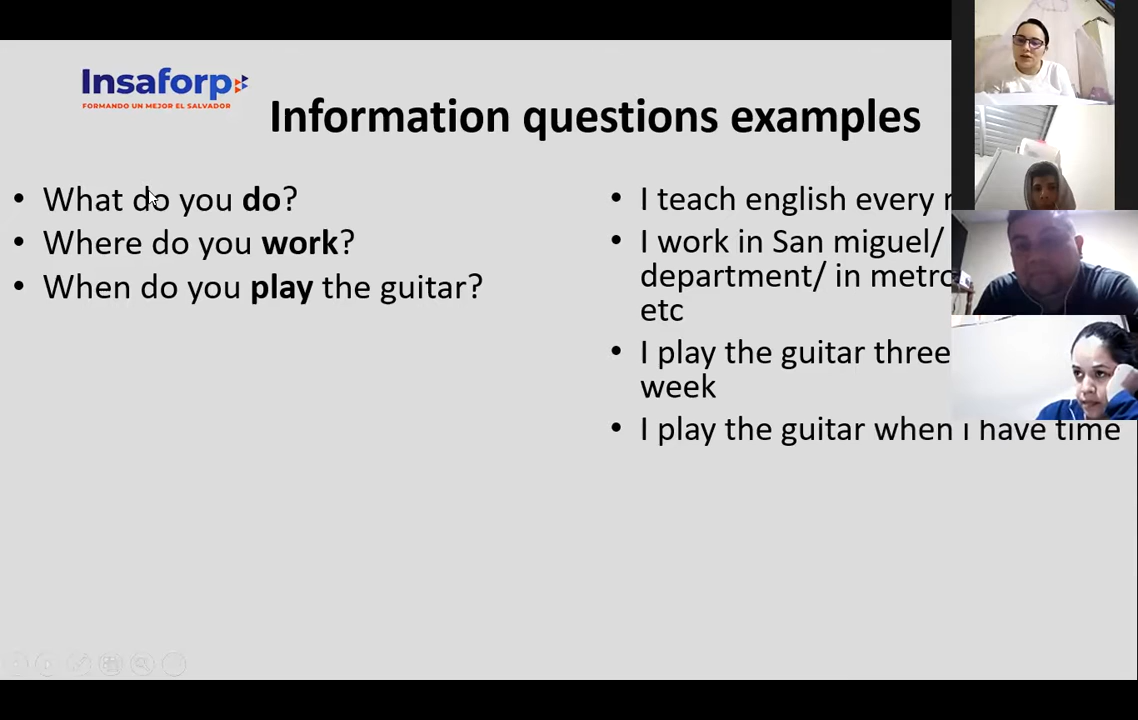 Insaforp
FORMANDO UN MEJOR EL SALVADOR
Information questions examples
• What do you do?
• Where do you work?
• When do you play the guitar?
• I teach english every
• I work in San miguel/
department/ in
etc
• I play the guitar three
week
• I play the guitar when I have time